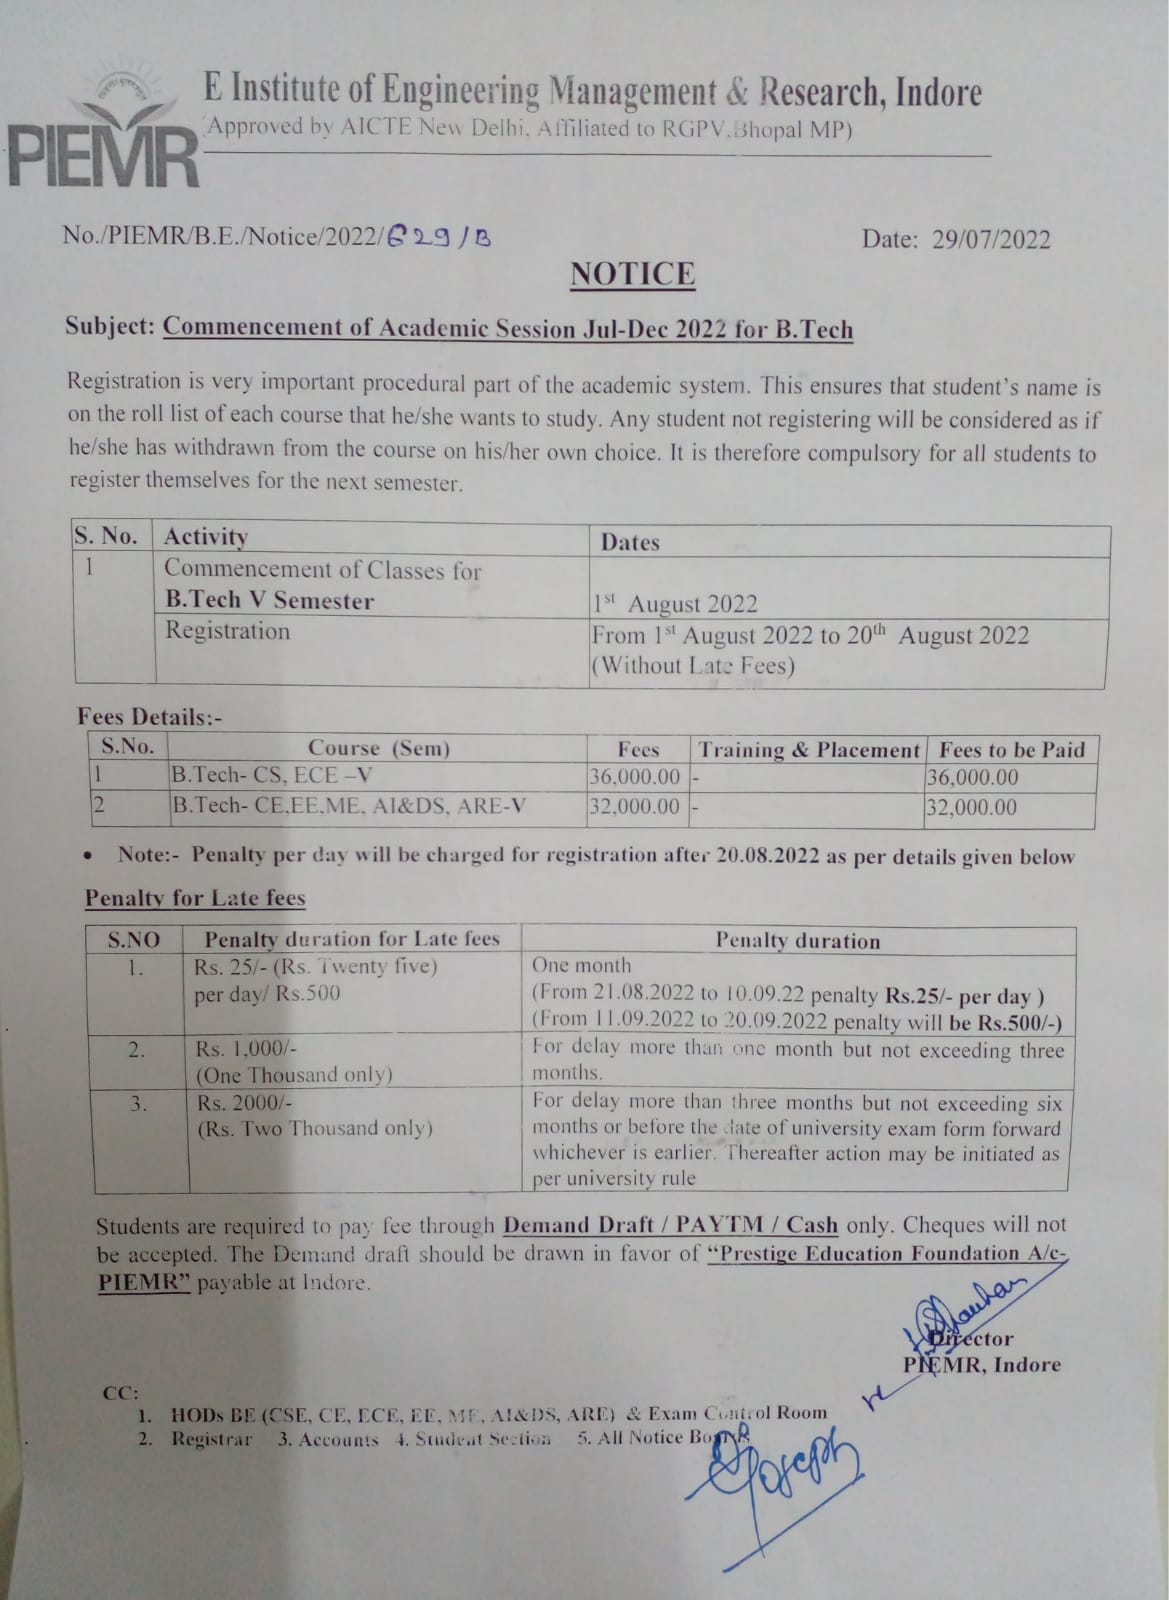 E Institute of Engineering Management & Research, Indore
(Approved by AICTE New Delhi, Affiliated to RGPV,Bhopal MP)
PIEMR
No./PIEMR/B.E./Notice/2022/629/B
Date: 29/07/2022
NOTICE
Subject: Commencement of Academic Session Jul-Dec 2022 for B.Tech
Registration is very important procedural part of the academic system. This ensures that student's name is
on the roll list of each course that he/she wants to study. Any student not registering will be considered as if
he/she has withdrawn from the course on his/her own choice. It is therefore compulsory for all students to
register themselves for the next semester.
S. No. Activity Dates
1 Commencement of Classes for
B.Tech V Semester 1st August 2022
Registration From 1st August 2022 to 20th August 2022
(Without Late Fees)
Fees Details:-
S.No. Course (Sem) Fees Training & Placement Fees to be Paid
1 B.Tech- CS, ECE –V 36,000.00 - 36,000.00
2 B.Tech- CE,EE,ME, AI&DS, ARE-V 32,000.00 - 32,000.00
• Note:- Penalty per day will be charged for registration after 20.08.2022 as per details given below
Penalty for Late fees
S.NO Penalty duration for Late fees Penalty duration
1. Rs. 25/- (Rs. Twenty five) One month
per day/ Rs.500 (From 21.08.2022 to 10.09.22 penalty Rs.25/- per day )
(From 11.09.2022 to 20.09.2022 penalty will be Rs.500/-)
2. Rs. 1,000/- For delay more than one month but not exceeding three
(One Thousand only) months.
3. Rs. 2000/- For delay more than three months but not exceeding six
(Rs. Two Thousand only) months or before the date of university exam form forward
whichever is earlier. Thereafter action may be initiated as
per university rule
Students are required to pay fee through Demand Draft / PAYTM / Cash only. Cheques will not
be accepted. The Demand draft should be drawn in favor of “Prestige Education Foundation A/c-
PIEMR” payable at Indore.
Director
PIEMR, Indore
CC:
1. HODs BE (CSE, CE, ECE, EE, ME, AI&DS, ARE) & Exam Control Room
2. Registrar 3. Accounts 4. Student Section 5. All Notice Boards